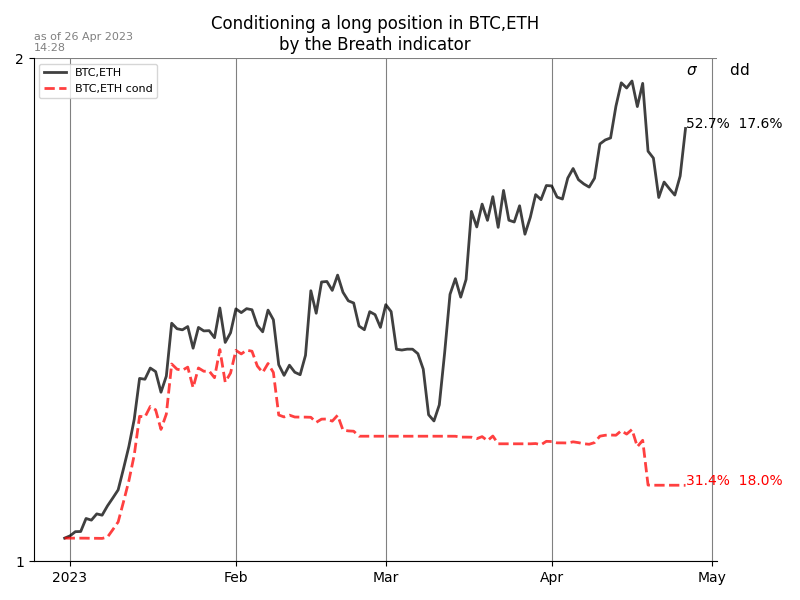 Conditioning a long position in BTC,ETH
by the Breath indicator
as of 26 Apr 2023
14:28
2
BTC,ETH
BTC,ETH cond
σ dd
52.7% 17.6%
31.4% 18.0%
1
2023 Feb Mar Apr May